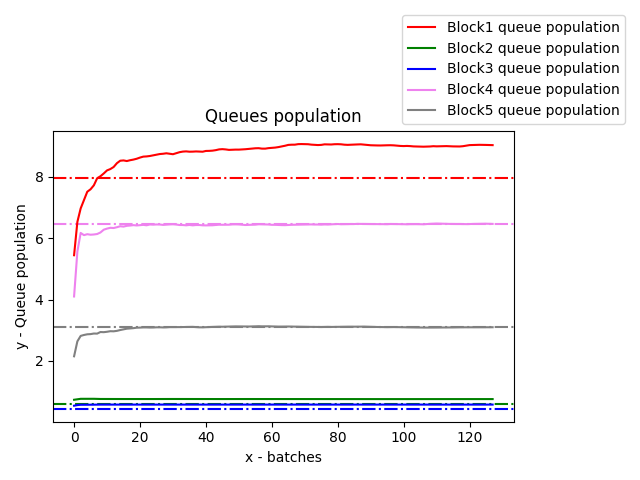 Block1 queue population
Block2 queue population
Block3 queue population
Block4 queue population
Block5 queue population
Queues population
y - Queue population
8
6
4
2
0
20
40
60
80
100
120
x - batches